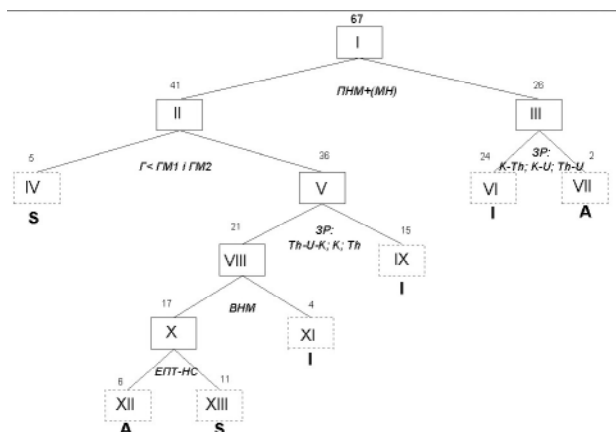 67
I
41
26
ПНМ+(МН)
II
III
5
Г< ГМ1 і ГМ2
36
24
ЗР:
2
K-Th; K-U; Th-U
IV
V
VI
VII
S
I
A
21
ЗР:
15
Th-U-K; K; Th
VIII
IX
I
17
ВНМ
4
X
XI
I
6
ЕПТ-НС
11
XII
XIII
A
S